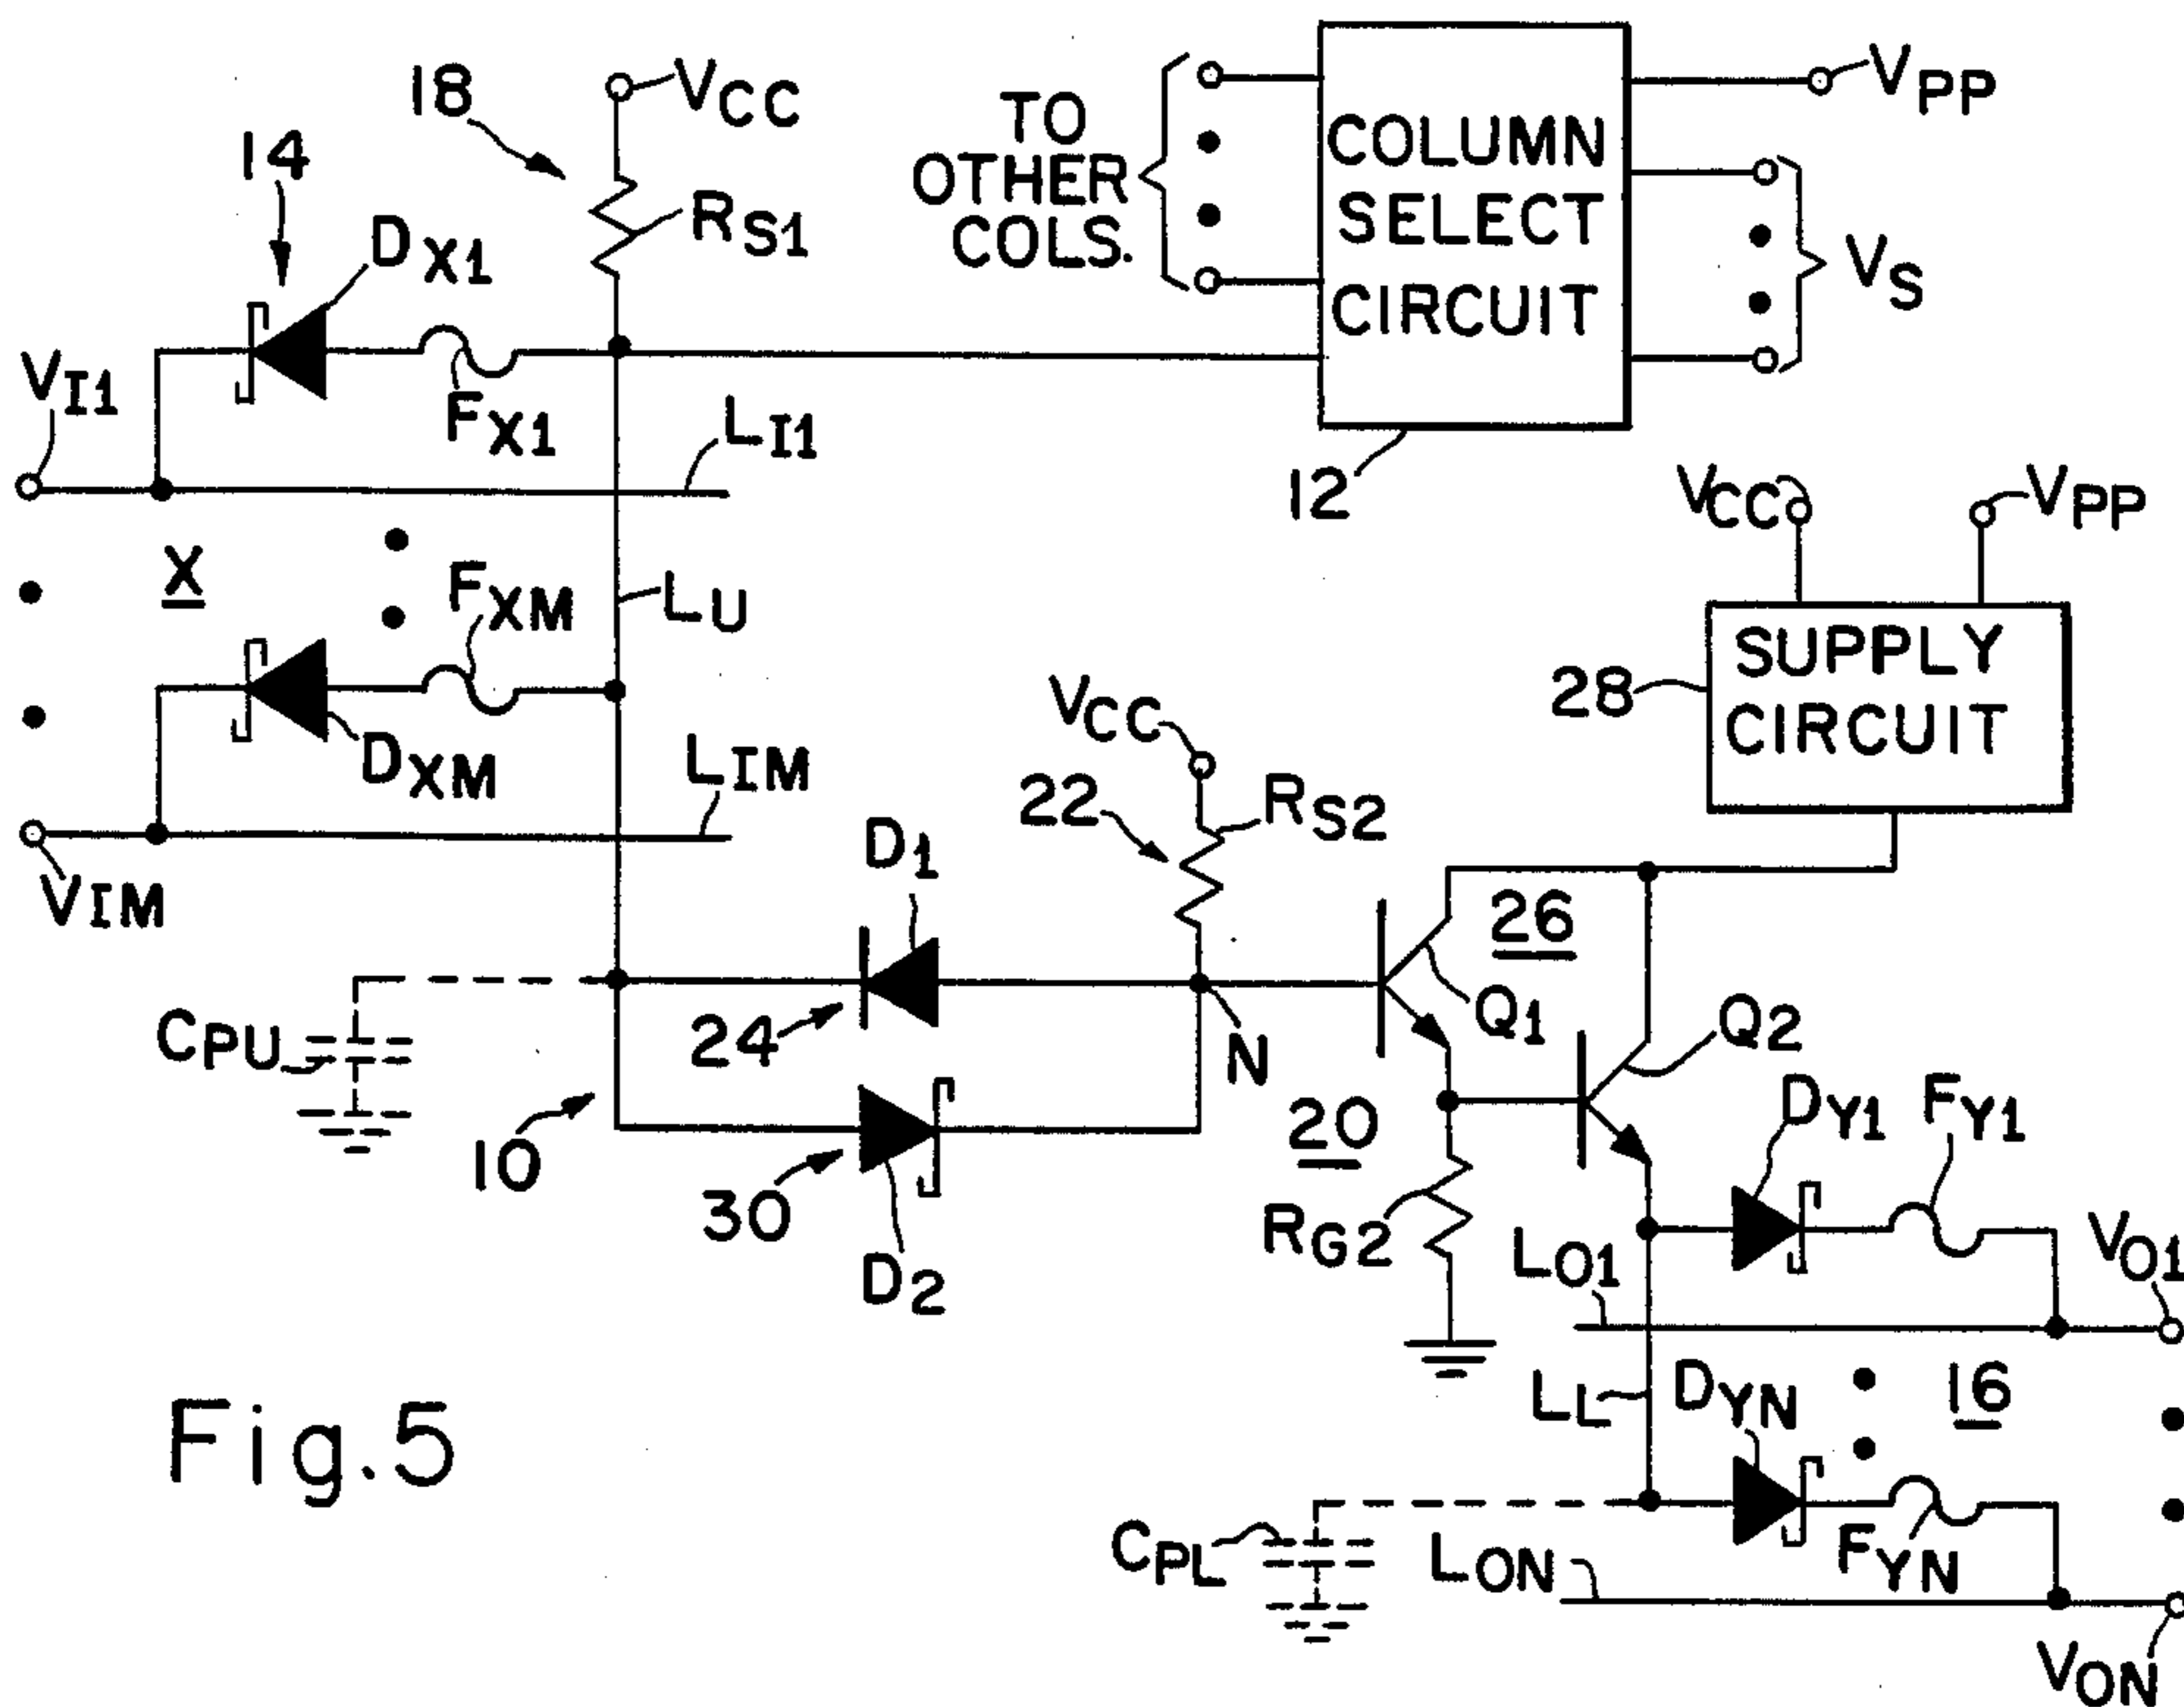 18
VCC
TO
OTHER
COLS.
COLUMN
SELECT
CIRCUIT
VPP
14
DX1
RS1
VS
VI1
FX1
LI1
12
VCC
VPP
X
FXM
LU
SUPPLY
CIRCUIT
28
VCC
DXM
LIM
22
RS2
VIM
D1
26
CPU
24
N
Q1
Q2
10
30
D2
20
RG2
DY1
FY1
LO1
VO1
LL
DYN
16
Fig.5
CPL
LON
FYN
VON